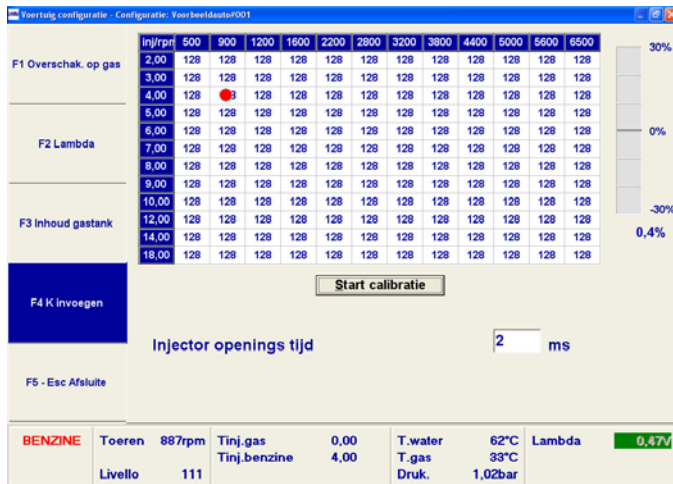 Voertuig configuratie - Configuratie: Voorbeeldauto#001
F1 Overschak. op gas
F2 Lambda
F3 Inhoud gastank
F4 K invoegen
F5 - Esc Afsluite
inj/rpm 500 900 1200 1600 2200 2800 3200 3800 4400 5000 5600 6500
2,00 128 128 128 128 128 128 128 128 128 128 128 128
3,00 128 128 128 128 128 128 128 128 128 128 128 128
4,00 128 128 128 128 128 128 128 128 128 128 128
5,00 128 128 128 128 128 128 128 128 128 128 128 128
6,00 128 128 128 128 128 128 128 128 128 128 128 128
7,00 128 128 128 128 128 128 128 128 128 128 128 128
8,00 128 128 128 128 128 128 128 128 128 128 128 128
9,00 128 128 128 128 128 128 128 128 128 128 128 128
10,00 128 128 128 128 128 128 128 128 128 128 128 128
12,00 128 128 128 128 128 128 128 128 128 128 128 128
14,00 128 128 128 128 128 128 128 128 128 128 128 128
18,00 128 128 128 128 128 128 128 128 128 128 128 128
30%
0%
-30%
0,4%
Start calibratie
Injector openings tijd 2 ms
BENZINE Toeren 887rpm Tinj.gas 0,00 T.water 62°C Lambda 0,47V
Tinj.benzine 4,00 T.gas 33°C
Livello 111 Druk. 1,02bar